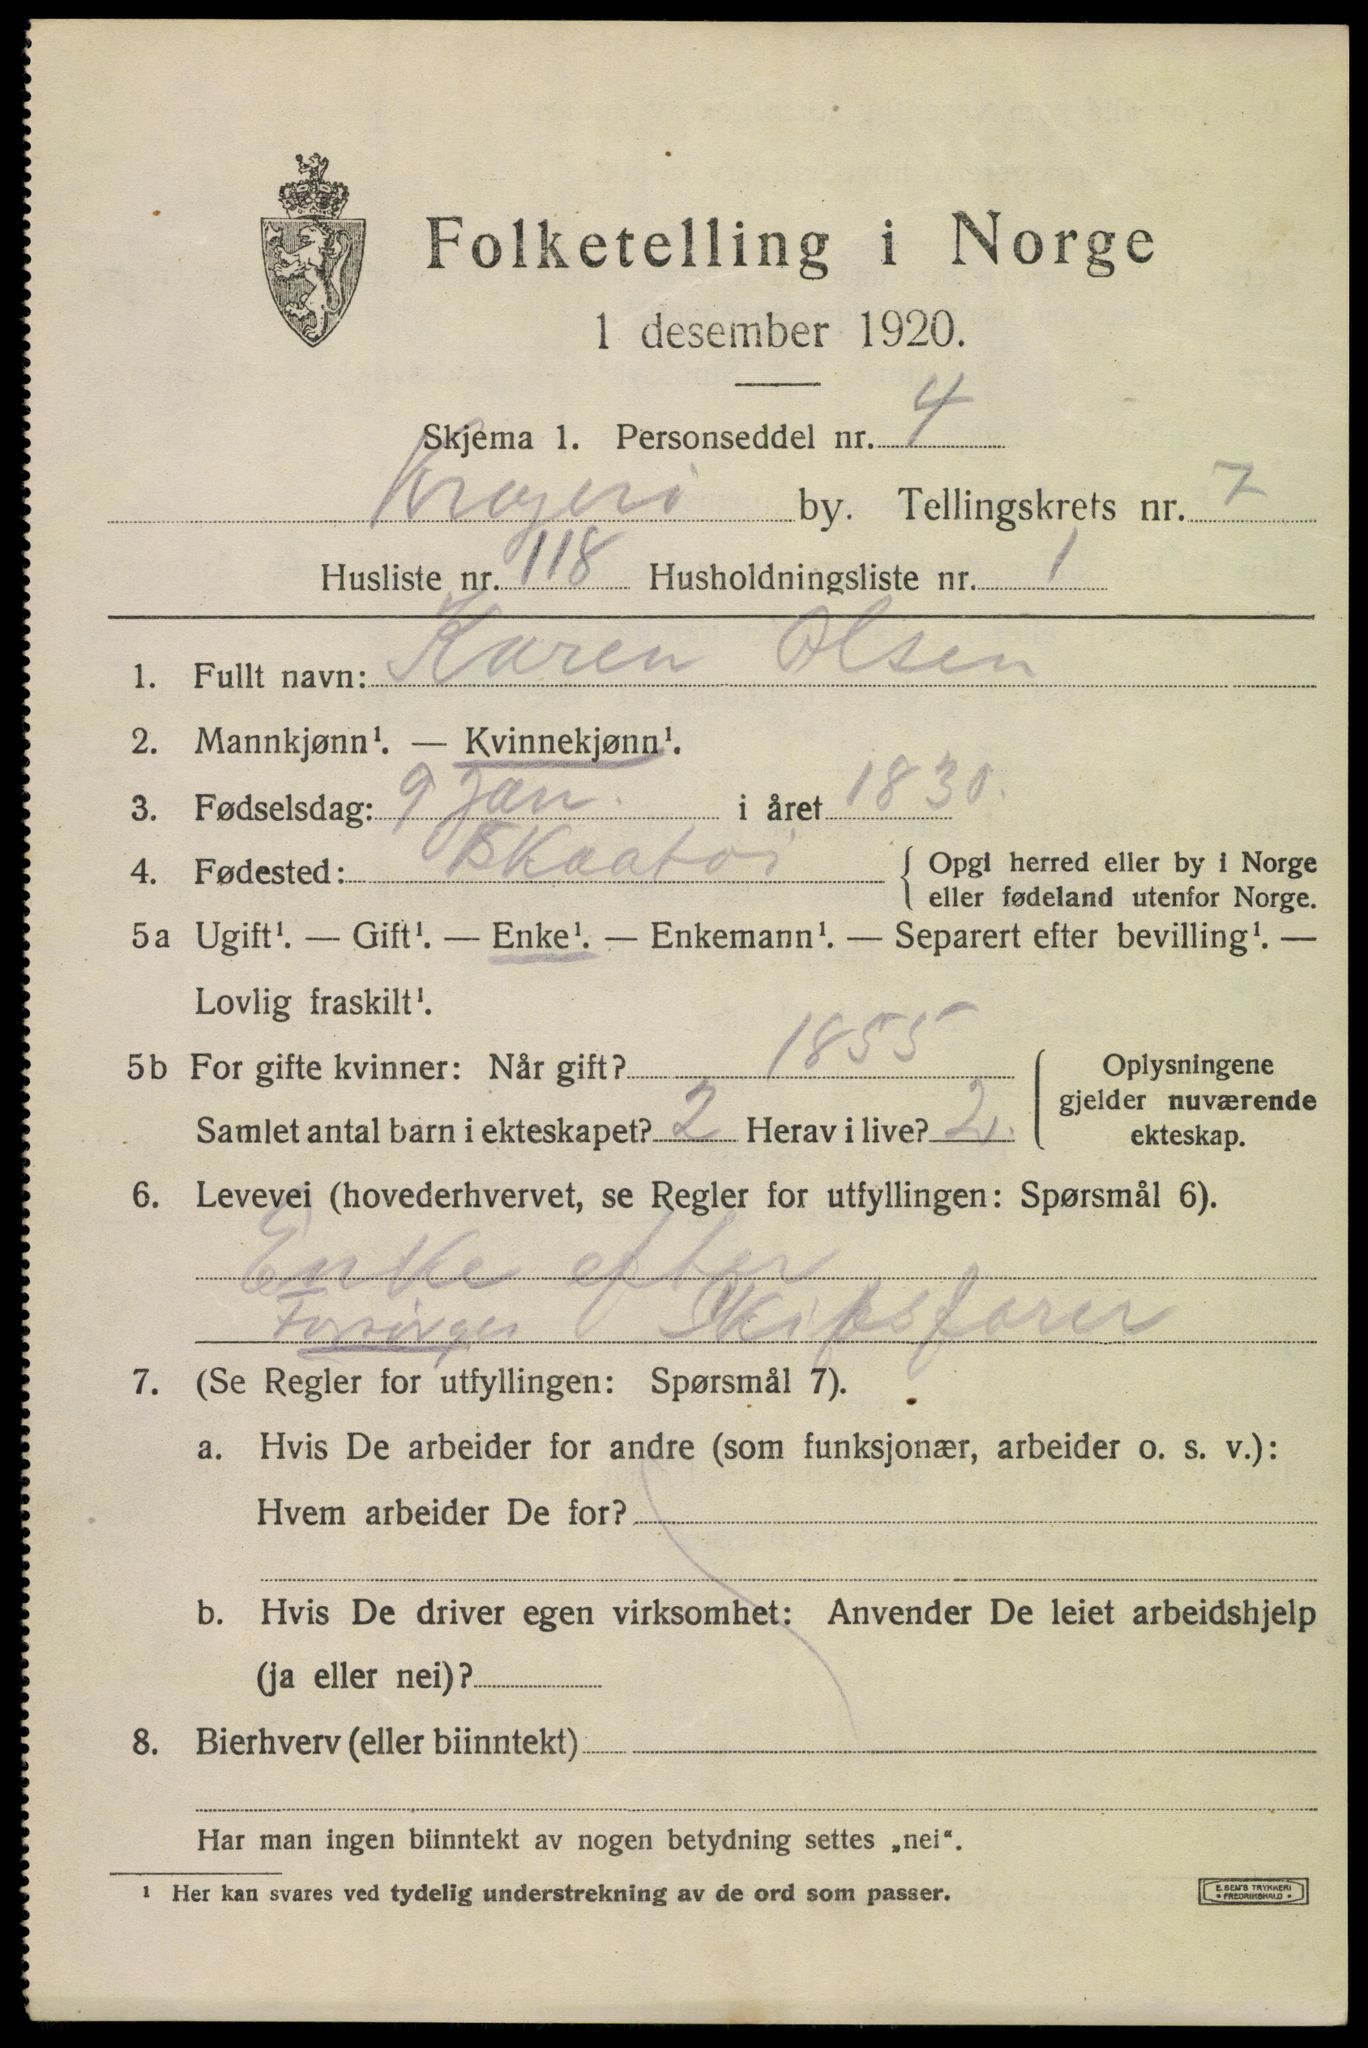 Folketelling i Norge
1 desember 1920.
Skjema 1. Personseddel nr. 4
Kragerø by. Tellingskrets nr. 7
Husliste nr. 118 Husholdningsliste nr. 1
1. Fullt navn: Karen Olsen
2. Mannkjønn¹. — Kvinnekjønn¹.
3. Fødselsdag: 9 Jan. i året 1830.
4. Fødested: Skaatøi { Opgi herred eller by i Norge
eller fødeland utenfor Norge.
5a Ugift¹. — Gift¹. — Enke¹. — Enkemann¹. — Separert efter bevilling¹. —
Lovlig fraskilt¹.
5b For gifte kvinner: Når gift? 1855
Samlet antal barn i ekteskapet? 2 Herav i live? 2.
Oplysningene
gjelder nuværende
ekteskap.
6. Levevei (hovederhvervet, se Regler for utfyllingen: Spørsmål 6).
Enke efter
Forsørges Skipsfører
7. (Se Regler for utfyllingen: Spørsmål 7).
a. Hvis De arbeider for andre (som funksjonær, arbeider o. s. v.):
Hvem arbeider De for?
b. Hvis De driver egen virksomhet: Anvender De leiet arbeidshjelp
(ja eller nei)?
8. Bierhverv (eller biinntekt)
Har man ingen biinntekt av nogen betydning settes „nei“.
¹ Her kan svares ved tydelig understrekning av de ord som passer.
E. SEM'S TRYKKERI
• FREDRIKSHALD •